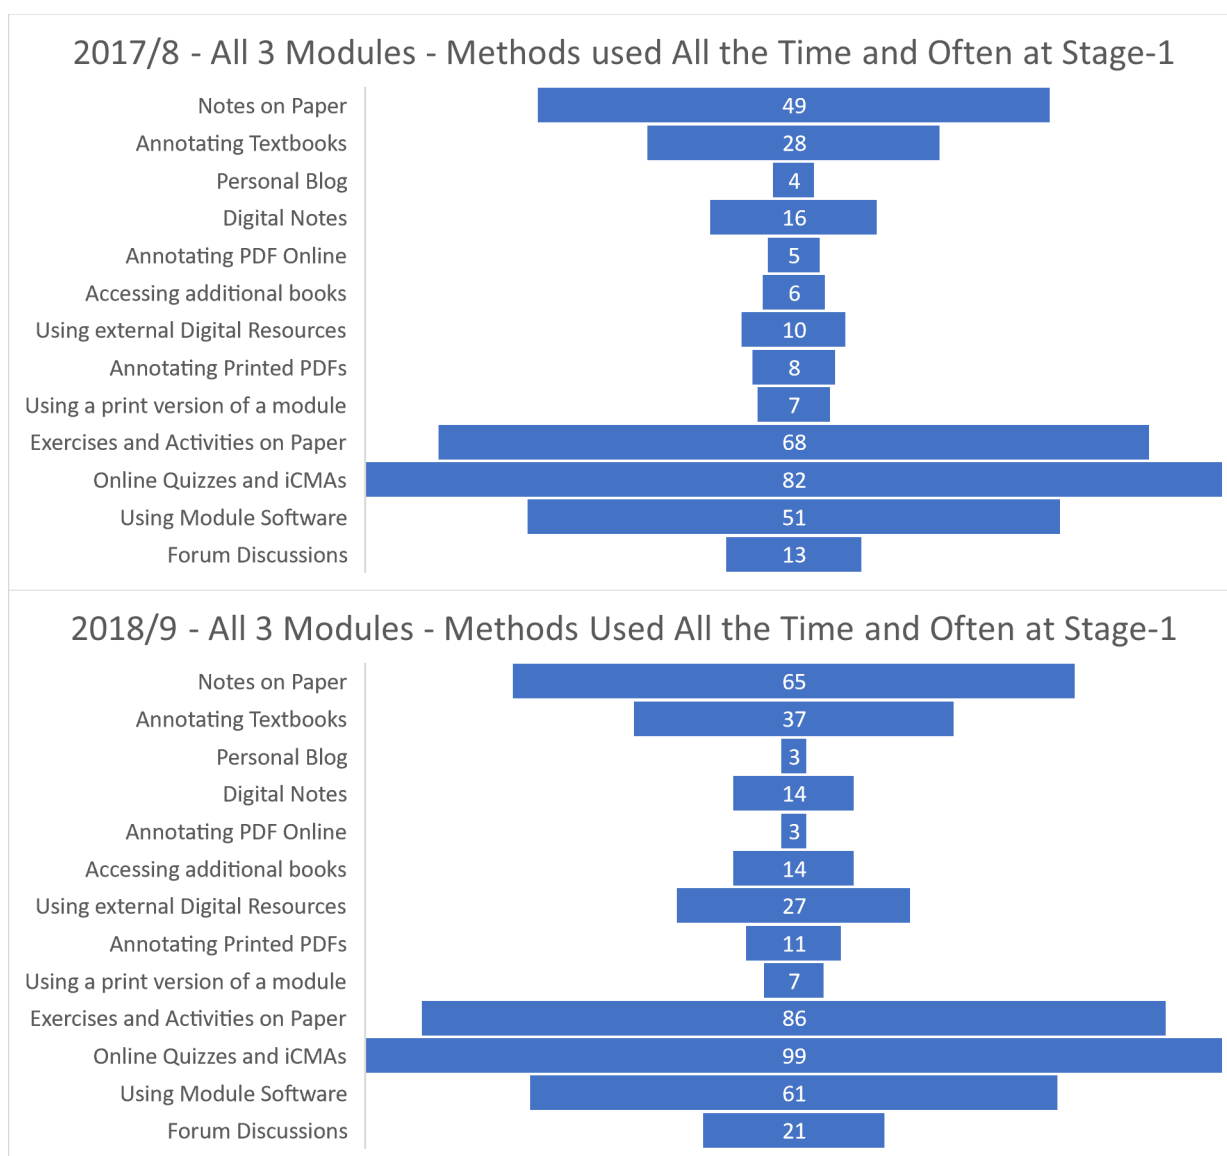 2017/8 - All 3 Modules - Methods used All the Time and Often at Stage-1
Notes on Paper 49
Annotating Textbooks 28
Personal Blog 4
Digital Notes 16
Annotating PDF Online 5
Accessing additional books 6
Using external Digital Resources 10
Annotating Printed PDFs 8
Using a print version of a module 7
Exercises and Activities on Paper 68
Online Quizzes and iCMAs 82
Using Module Software 51
Forum Discussions 13
2018/9 - All 3 Modules - Methods Used All the Time and Often at Stage-1
Notes on Paper 65
Annotating Textbooks 37
Personal Blog 3
Digital Notes 14
Annotating PDF Online 3
Accessing additional books 14
Using external Digital Resources 27
Annotating Printed PDFs 11
Using a print version of a module 7
Exercises and Activities on Paper 86
Online Quizzes and iCMAs 99
Using Module Software 61
Forum Discussions 21